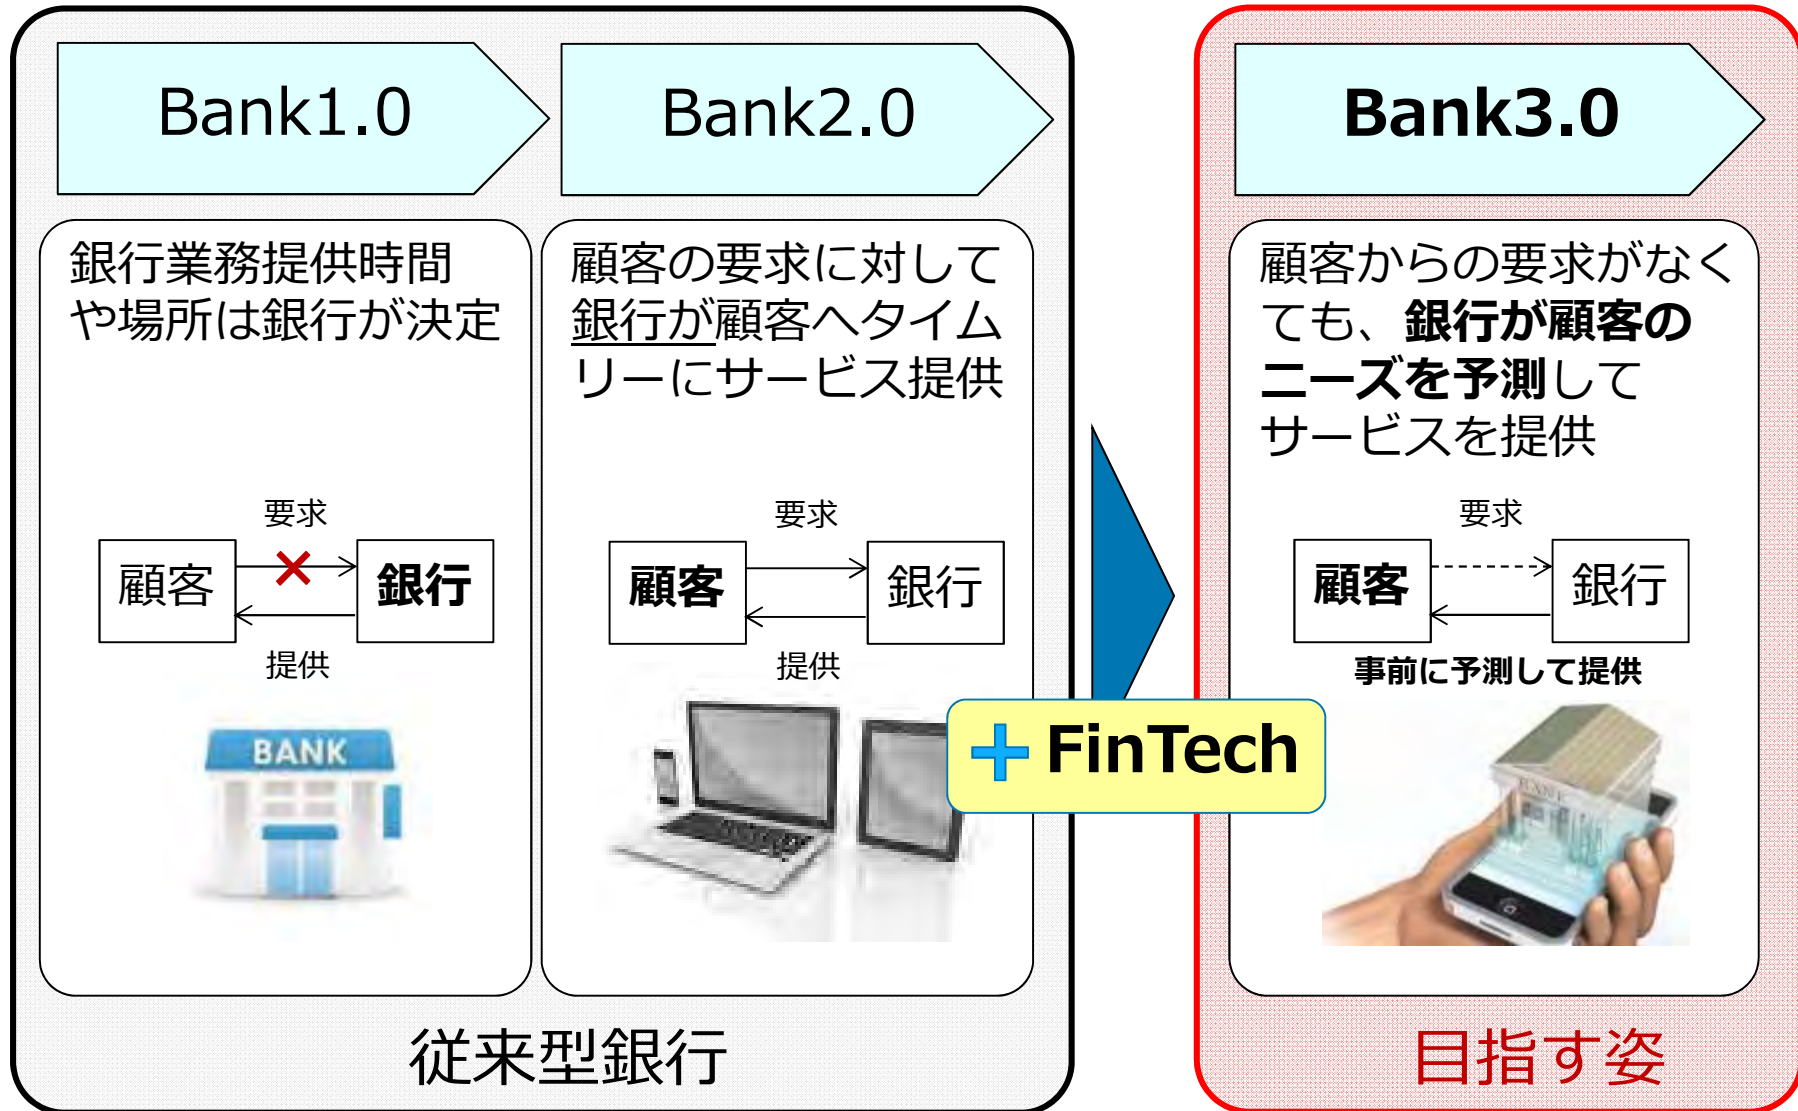 Bank1.0
銀行業務提供時間
や場所は銀行が決定
要求
顧客
銀行
提供
BANK
Bank2.0
顧客の要求に対して
銀行が顧客へタイム
リーにサービス提供
要求
顧客
銀行
提供
従来型銀行
+ FinTech
Bank3.0
顧客からの要求がなく
ても、銀行が顧客の
ニーズを予測して
サービスを提供
要求
顧客
銀行
事前に予測して提供
BANK
目指す姿